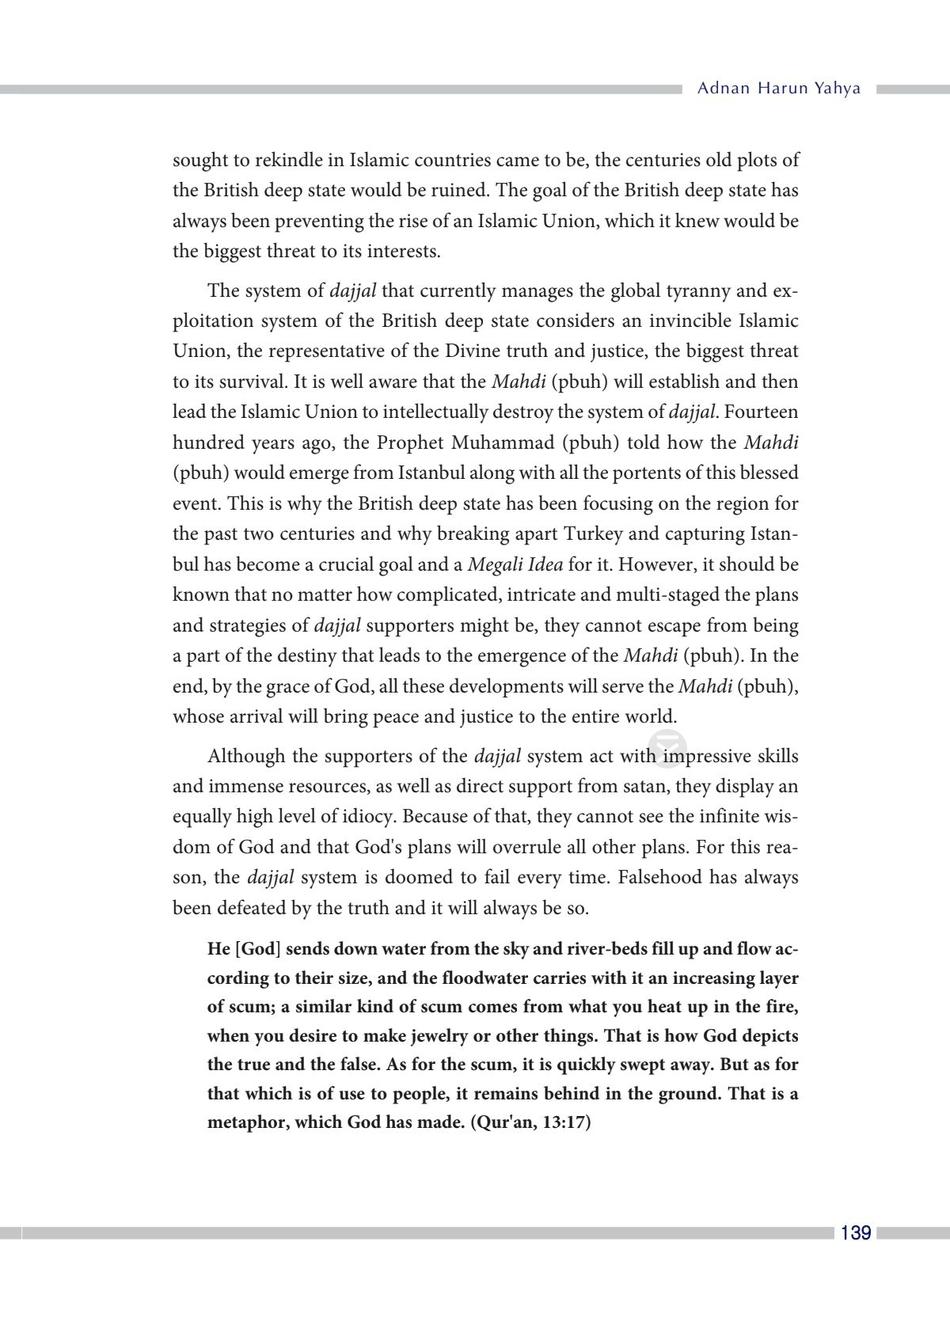 Adnan Harun Yahya
sought to rekindle in Islamic countries came to be, the centuries old plots of
the British deep state would be ruined. The goal of the British deep state has
always been preventing the rise of an Islamic Union, which it knew would be
the biggest threat to its interests.
The system of dajjal that currently manages the global tyranny and ex-
ploitation system of the British deep state considers an invincible Islamic
Union, the representative of the Divine truth and justice, the biggest threat
to its survival. It is well aware that the Mahdi (pbuh) will establish and then
lead the Islamic Union to intellectually destroy the system of dajjal. Fourteen
hundred years ago, the Prophet Muhammad (pbuh) told how the Mahdi
(pbuh) would emerge from Istanbul along with all the portents of this blessed
event. This is why the British deep state has been focusing on the region for
the past two centuries and why breaking apart Turkey and capturing Istan-
bul has become a crucial goal and a Megali Idea for it. However, it should be
known that no matter how complicated, intricate and multi-staged the plans
and strategies of dajjal supporters might be, they cannot escape from being
a part of the destiny that leads to the emergence of the Mahdi (pbuh). In the
end, by the grace of God, all these developments will serve the Mahdi (pbuh),
whose arrival will bring peace and justice to the entire world.
Although the supporters of the dajjal system act with impressive skills
and immense resources, as well as direct support from satan, they display an
equally high level of idiocy. Because of that, they cannot see the infinite wis-
dom of God and that God's plans will overrule all other plans. For this rea-
son, the dajjal system is doomed to fail every time. Falsehood has always
been defeated by the truth and it will always be so.
He [God] sends down water from the sky and river-beds fill up and flow ac-
cording to their size, and the floodwater carries with it an increasing layer
of scum; a similar kind of scum comes from what you heat up in the fire,
when you desire to make jewelry or other things. That is how God depicts
the true and the false. As for the scum, it is quickly swept away. But as for
that which is of use to people, it remains behind in the ground. That is a
metaphor, which God has made. (Qur'an, 13:17)
139